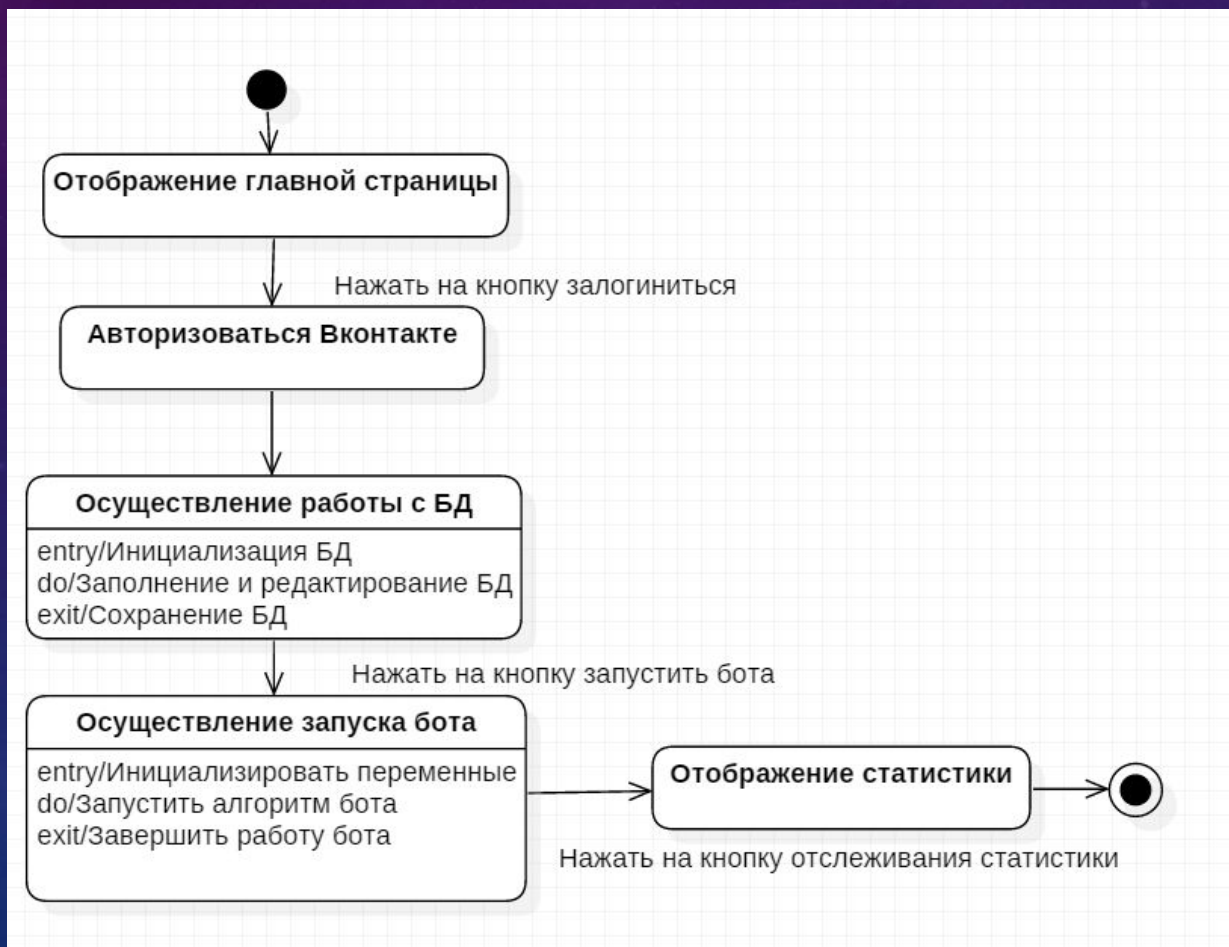 Отображение главной страницы
Нажать на кнопку залогиниться
Авторизоваться Вконтакте
Осуществление работы с БД
entry/Инициализация БД
do/Заполнение и редактирование БД
exit/Сохранение БД
Нажать на кнопку запустить бота
Осуществление запуска бота
entry/Инициализировать переменные
do/Запустить алгоритм бота
exit/Завершить работу бота
Отображение статистики
Нажать на кнопку отслеживания статистики